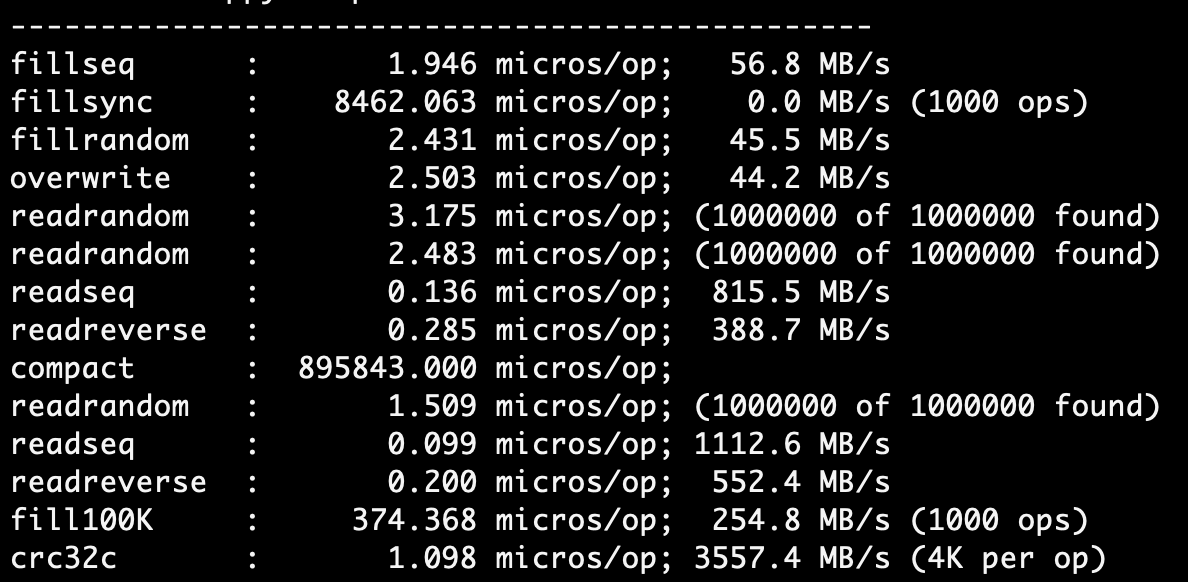 ------------------------------------------------
fillseq      :       1.946 micros/op;   56.8 MB/s
fillsync     :    8462.063 micros/op;    0.0 MB/s (1000 ops)
fillrandom   :       2.431 micros/op;   45.5 MB/s
overwrite    :       2.503 micros/op;   44.2 MB/s
readrandom   :       3.175 micros/op; (1000000 of 1000000 found)
readrandom   :       2.483 micros/op; (1000000 of 1000000 found)
readseq      :       0.136 micros/op;  815.5 MB/s
readreverse  :       0.285 micros/op;  388.7 MB/s
compact      :  895843.000 micros/op;
readrandom   :       1.509 micros/op; (1000000 of 1000000 found)
readseq      :       0.099 micros/op; 1112.6 MB/s
readreverse  :       0.200 micros/op;  552.4 MB/s
fill100K     :     374.368 micros/op;  254.8 MB/s (1000 ops)
crc32c       :       1.098 micros/op; 3557.4 MB/s (4K per op)